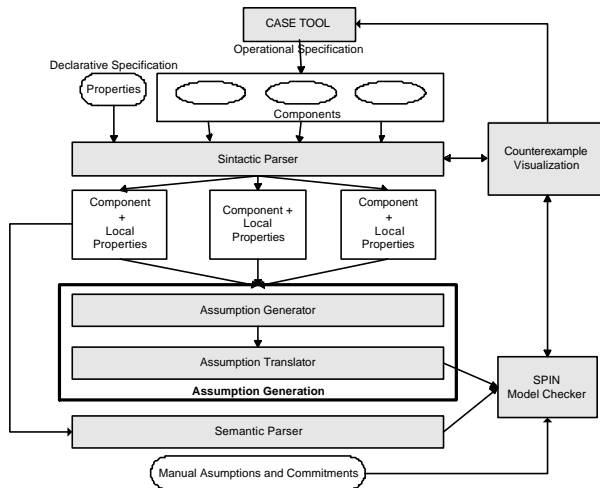 CASE TOOL
Operational Specification
Declarative Specification
Properties
Components
Sintactic Parser
Counterexample
Visualization
Component
+
Local
Properties
Component +
Local
Properties
Component
+
Local
Properties
Assumption Generator
Assumption Translator
Assumption Generation
SPIN
Model Checker
Semantic Parser
Manual Asumptions and Commitments